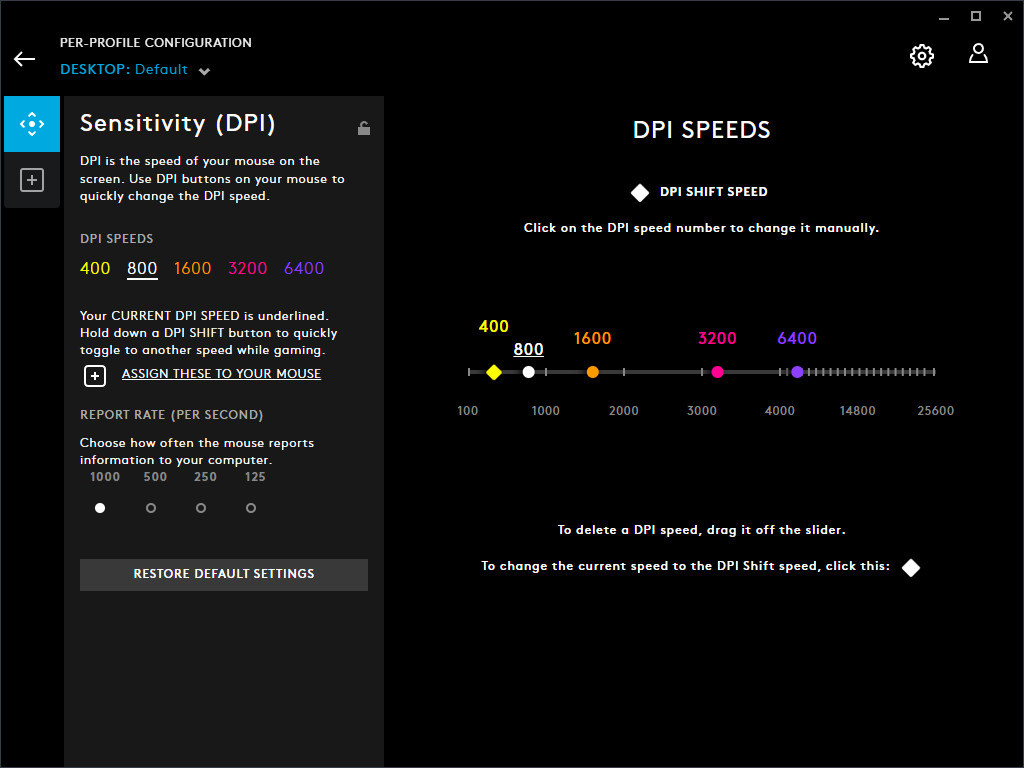 PER-PROFILE CONFIGURATION
DESKTOP: Default
Sensitivity (DPI)
DPI is the speed of your mouse on the
screen. Use DPI buttons on your mouse to
quickly change the DPI speed.
DPI SPEEDS
400 800 1600 3200 6400
Your CURRENT DPI SPEED is underlined.
Hold down a DPI SHIFT button to quickly
toggle to another speed while gaming.
ASSIGN THESE TO YOUR MOUSE
REPORT RATE (PER SECOND)
Choose how often the mouse reports
information to your computer.
1000 500 250 125
RESTORE DEFAULT SETTINGS
DPI SPEEDS
DPI SHIFT SPEED
Click on the DPI speed number to change it manually.
400 800 1600 3200 6400
100 1000 2000 3000 4000 14800 25600
To delete a DPI speed, drag it off the slider.
To change the current speed to the DPI Shift speed, click this: